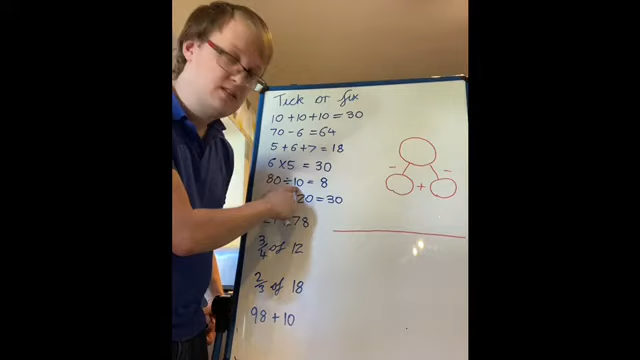 Tick or fix
10 + 10 + 10 = 30
70 - 6 = 64
5 + 6 + 7 = 18
6 x 5 = 30
80 ÷ 10 = 8
20 = 30
78
3/4 of 12
2/3 of 18
98 + 10
- -
+